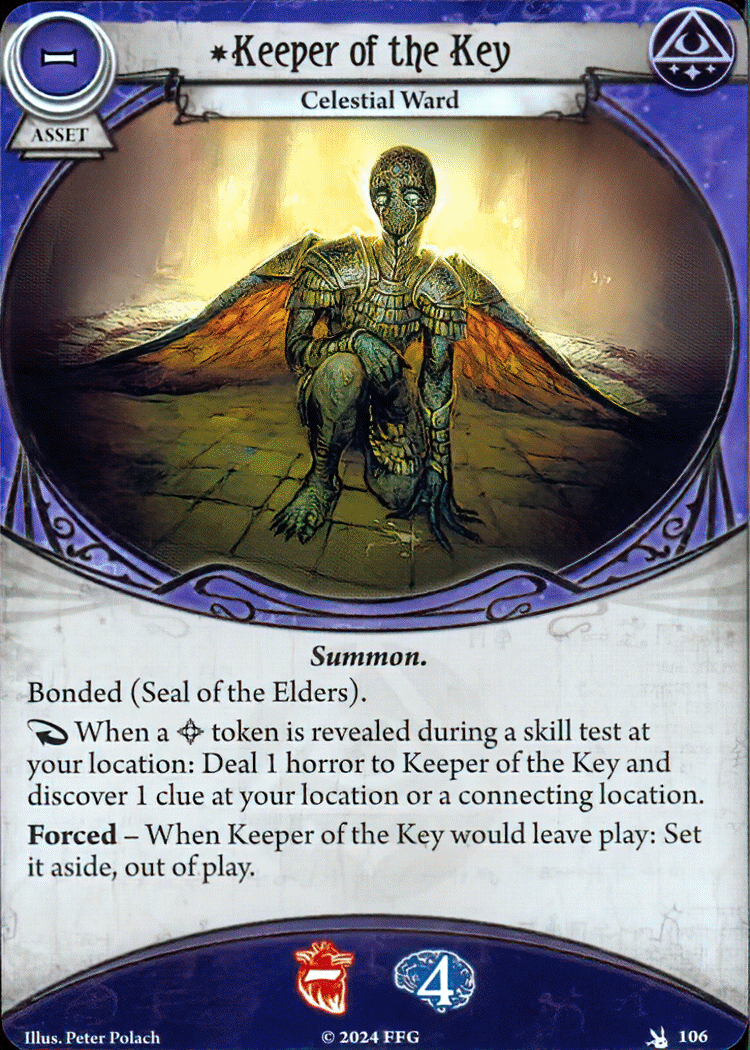 –
ASSET
*Keeper of the Key
Celestial Ward
Summon.
Bonded (Seal of the Elders).
When a token is revealed during a skill test at
your location: Deal 1 horror to Keeper of the Key and
discover 1 clue at your location or a connecting location.
Forced – When Keeper of the Key would leave play: Set
it aside, out of play.
– 4
Illus. Peter Polach © 2024 FFG 106